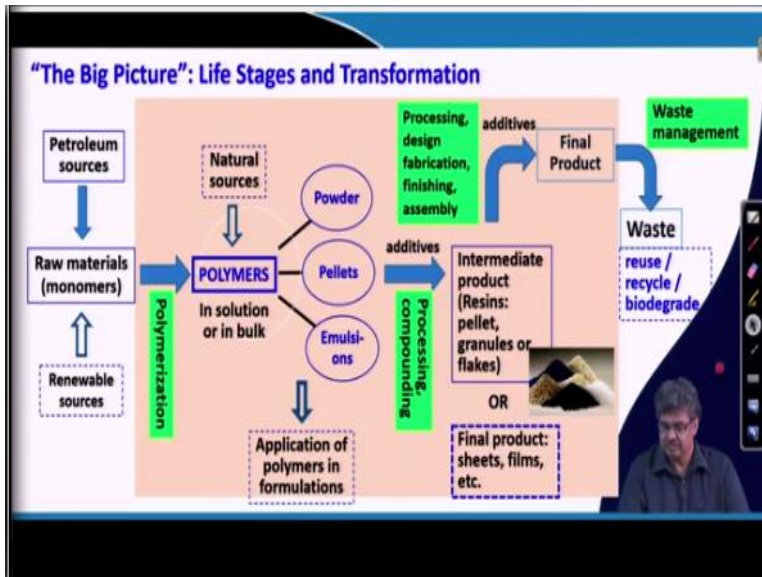 “The Big Picture”: Life Stages and Transformation
Petroleum
sources
Raw materials
(monomers)
Renewable
sources
Polymerization
Natural
sources
POLYMERS
In solution
or in bulk
Powder
Pellets
Emulsi-
ons
Application of
polymers in
formulations
additives
Processing,
compounding
Intermediate
product
(Resins:
pellet,
granules or
flakes)
OR
Final product:
sheets, films,
etc.
Processing,
design
fabrication,
finishing,
assembly
additives
Final
Product
Waste
management
Waste
reuse /
recycle /
biodegrade